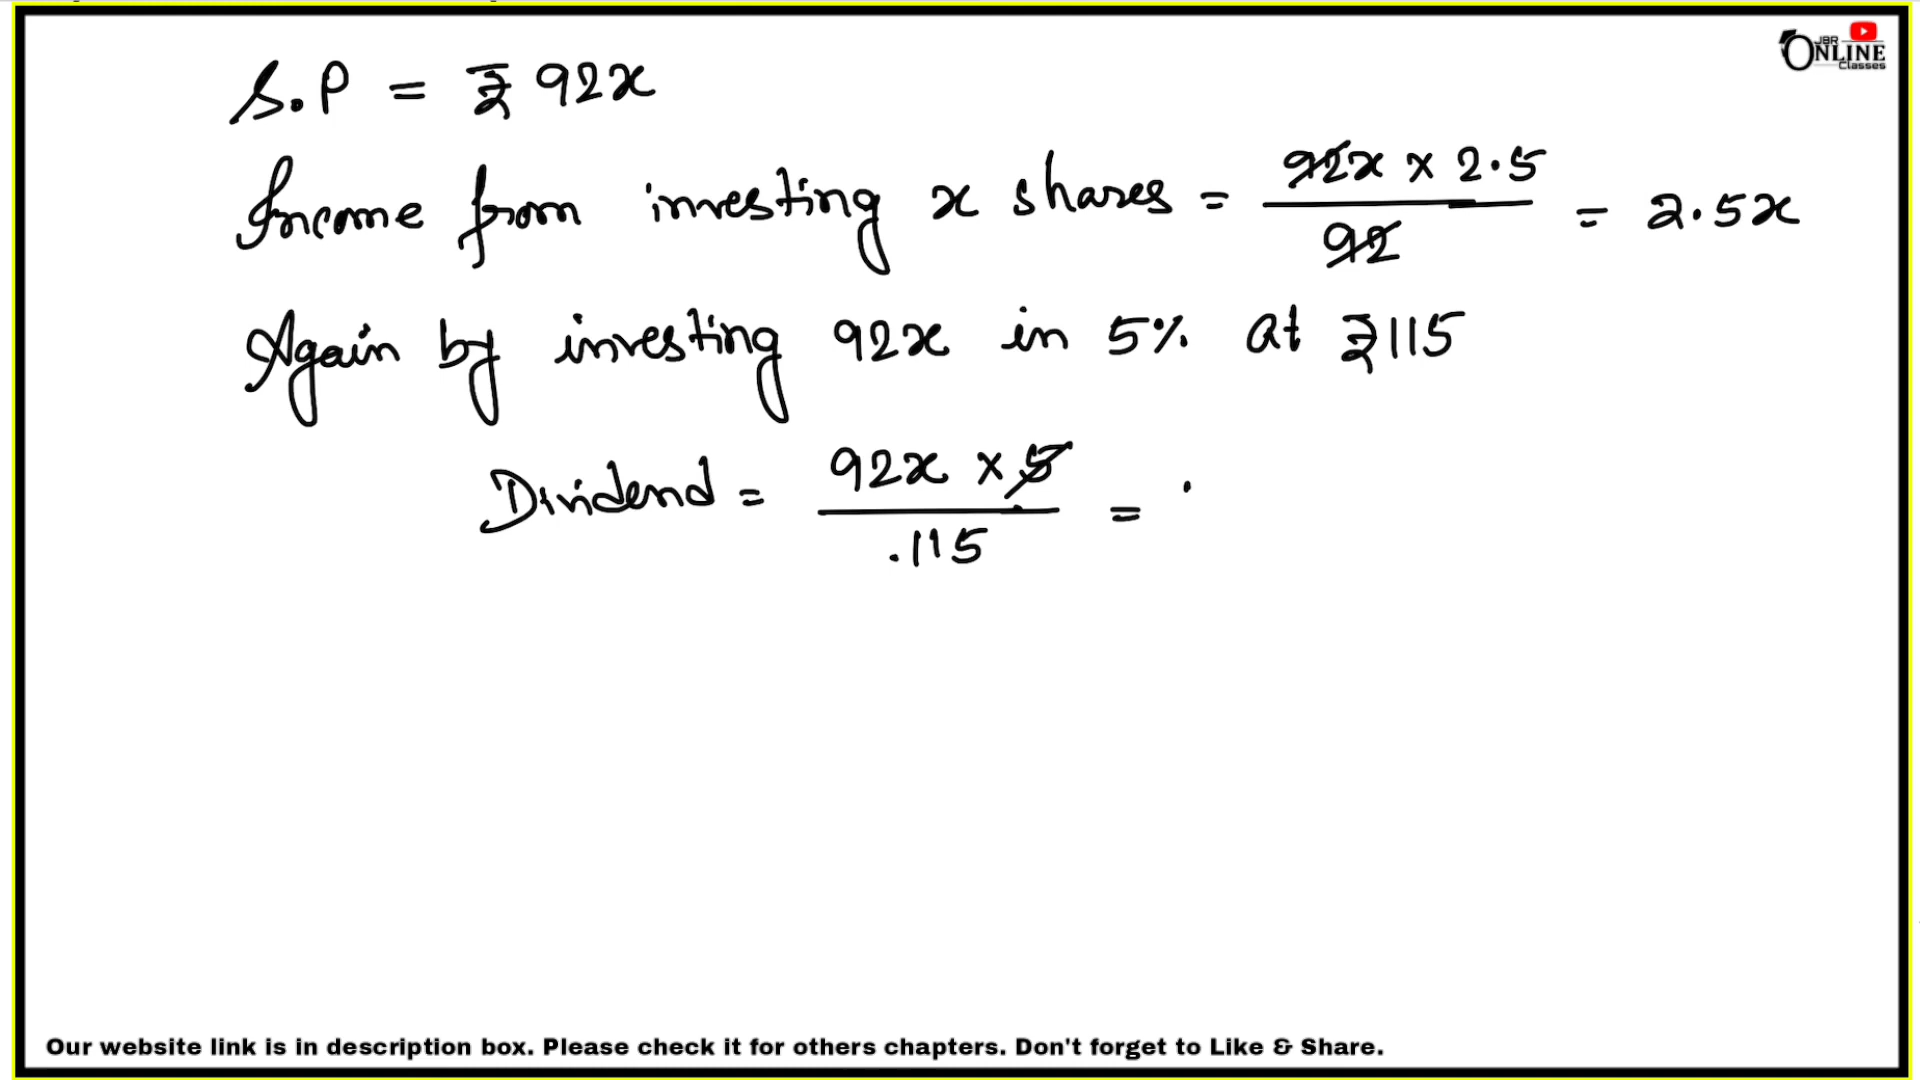 JBR
ONLINE
Classes
S.P = ₹ 92x
Income from investing x shares = 92x × 2.5 / 92 = 2.5x
Again by investing 92x in 5% at ₹115
Dividend = 92x × 5 / 115 =
Our website link is in description box. Please check it for others chapters. Don't forget to Like & Share.